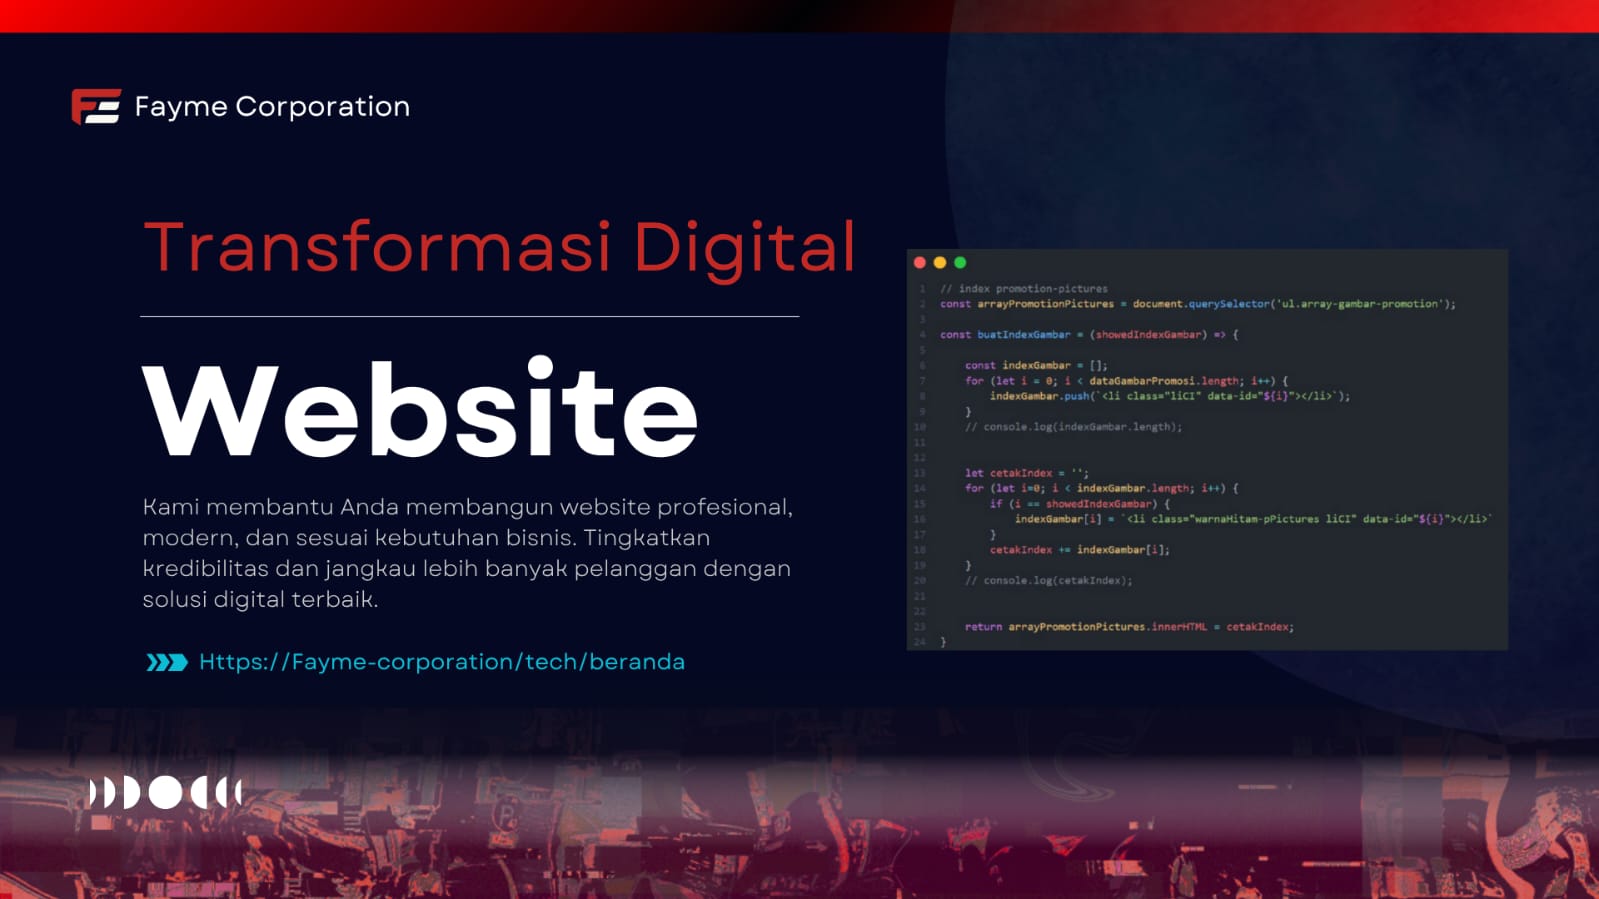 Fayme Corporation
Transformasi Digital
Website
Kami membantu Anda membangun website profesional,
modern, dan sesuai kebutuhan bisnis. Tingkatkan
kredibilitas dan jangkau lebih banyak pelanggan dengan
solusi digital terbaik.
Https://Fayme-corporation/tech/beranda
1 // index promotion-pictures
2 const arrayPromotionPictures = document.querySelector('ul.array-gambar-promotion');
3
4 const buatIndexGambar = (showedIndexGambar) => {
5
6 const indexGambar = [];
7 for (let i = 0; i < dataGambarPromosi.length; i++) {
8 indexGambar.push(`<li class="liCI" data-id="${i}"></li>`);
9 }
10 // console.log(indexGambar.length);
11
12
13 let cetakIndex = '';
14 for (let i=0; i < indexGambar.length; i++) {
15 if (i == showedIndexGambar) {
16 indexGambar[i] = `<li class="warnaHitam-pPictures liCI" data-id="${i}"></li>`
17 }
18 cetakIndex += indexGambar[i];
19 }
20 // console.log(cetakIndex);
21
22
23 return arrayPromotionPictures.innerHTML = cetakIndex;
24 }